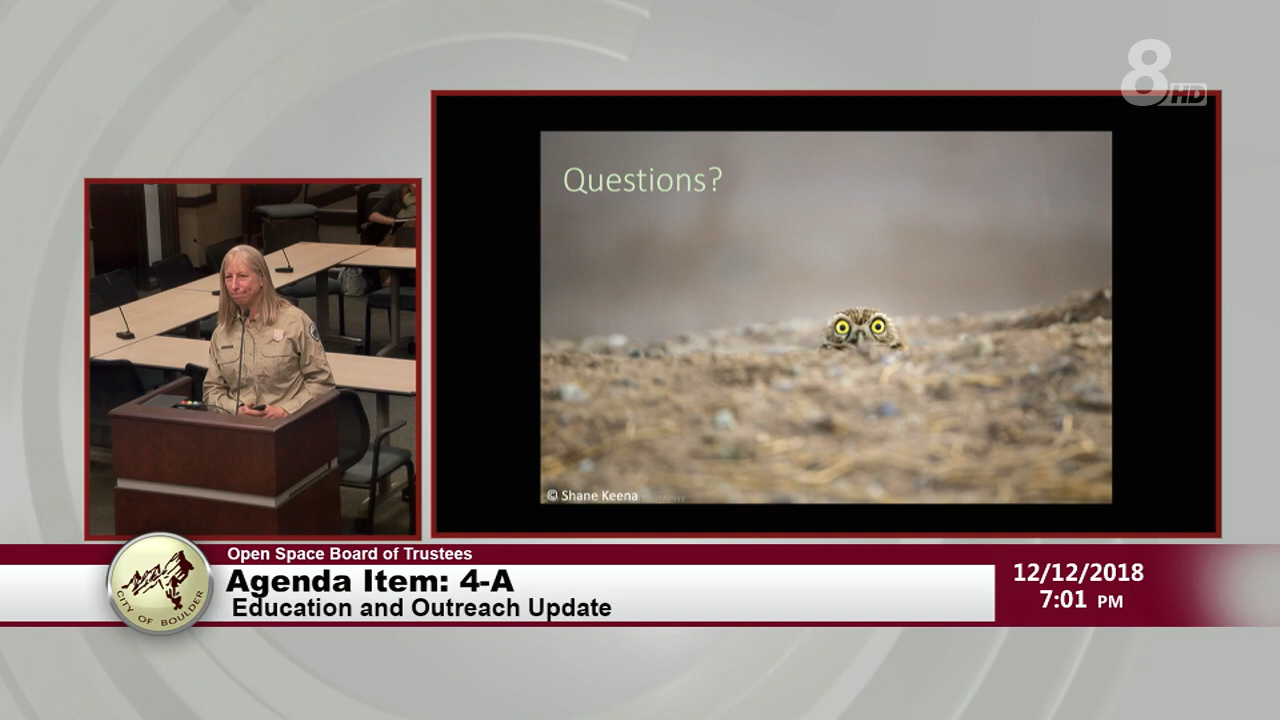 8HD
Questions?
© Shane Keena
Open Space Board of Trustees
Agenda Item: 4-A
Education and Outreach Update
CITY OF BOULDER
12/12/2018
7:01 PM